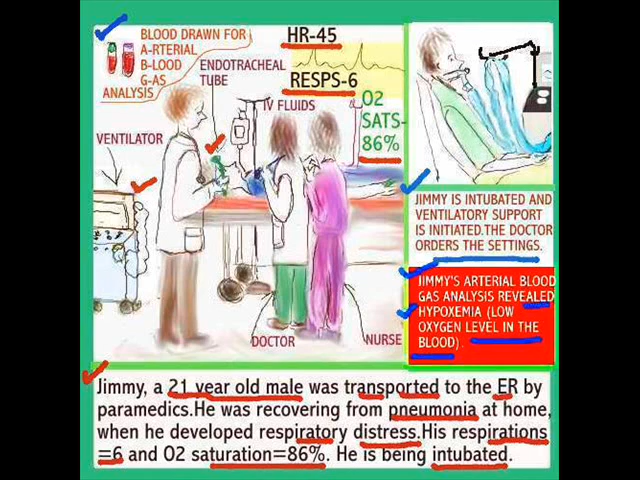 BLOOD DRAWN FOR
A-RTERIAL
B-LOOD
G-AS
ANALYSIS
HR-45
RESPS-6
ENDOTRACHEAL
TUBE
IV FLUIDS
O2
SATS-
86%
VENTILATOR
DOCTOR
NURSE
JIMMY IS INTUBATED AND
VENTILATORY SUPPORT
IS INITIATED.THE DOCTOR
ORDERS THE SETTINGS.
JIMMY'S ARTERIAL BLOOD
GAS ANALYSIS REVEALED
HYPOXEMIA (LOW
OXYGEN LEVEL IN THE
BLOOD).
Jimmy, a 21 year old male was transported to the ER by
paramedics.He was recovering from pneumonia at home,
when he developed respiratory distress.His respirations
=6 and O2 saturation=86%. He is being intubated.